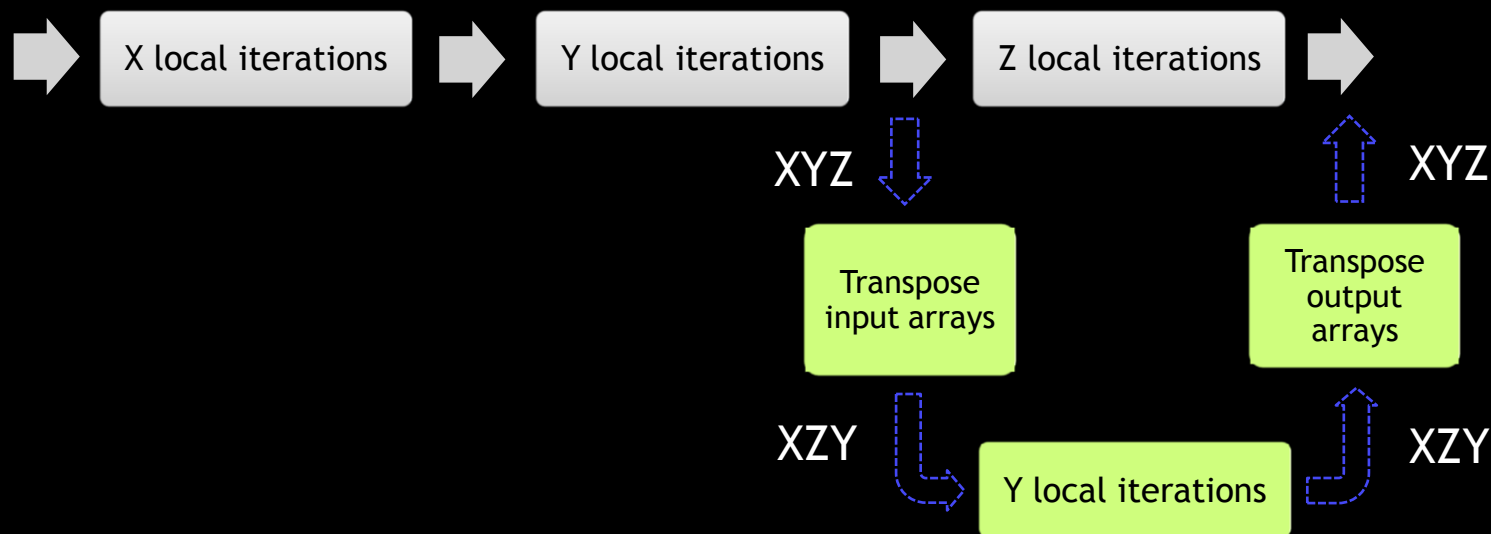 X local iterations
Y local iterations
Z local iterations
XYZ
XYZ
Transpose
input arrays
Transpose
output
arrays
XZY
XZY
Y local iterations